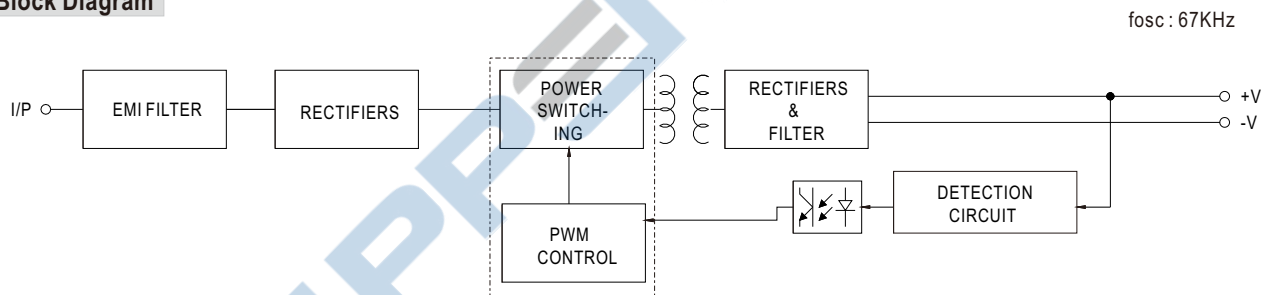 Block Diagram
fosc : 67KHz
I/P
EMI FILTER
RECTIFIERS
POWER
SWITCH-
ING
RECTIFIERS
&
FILTER
+V
-V
DETECTION
CIRCUIT
PWM
CONTROL